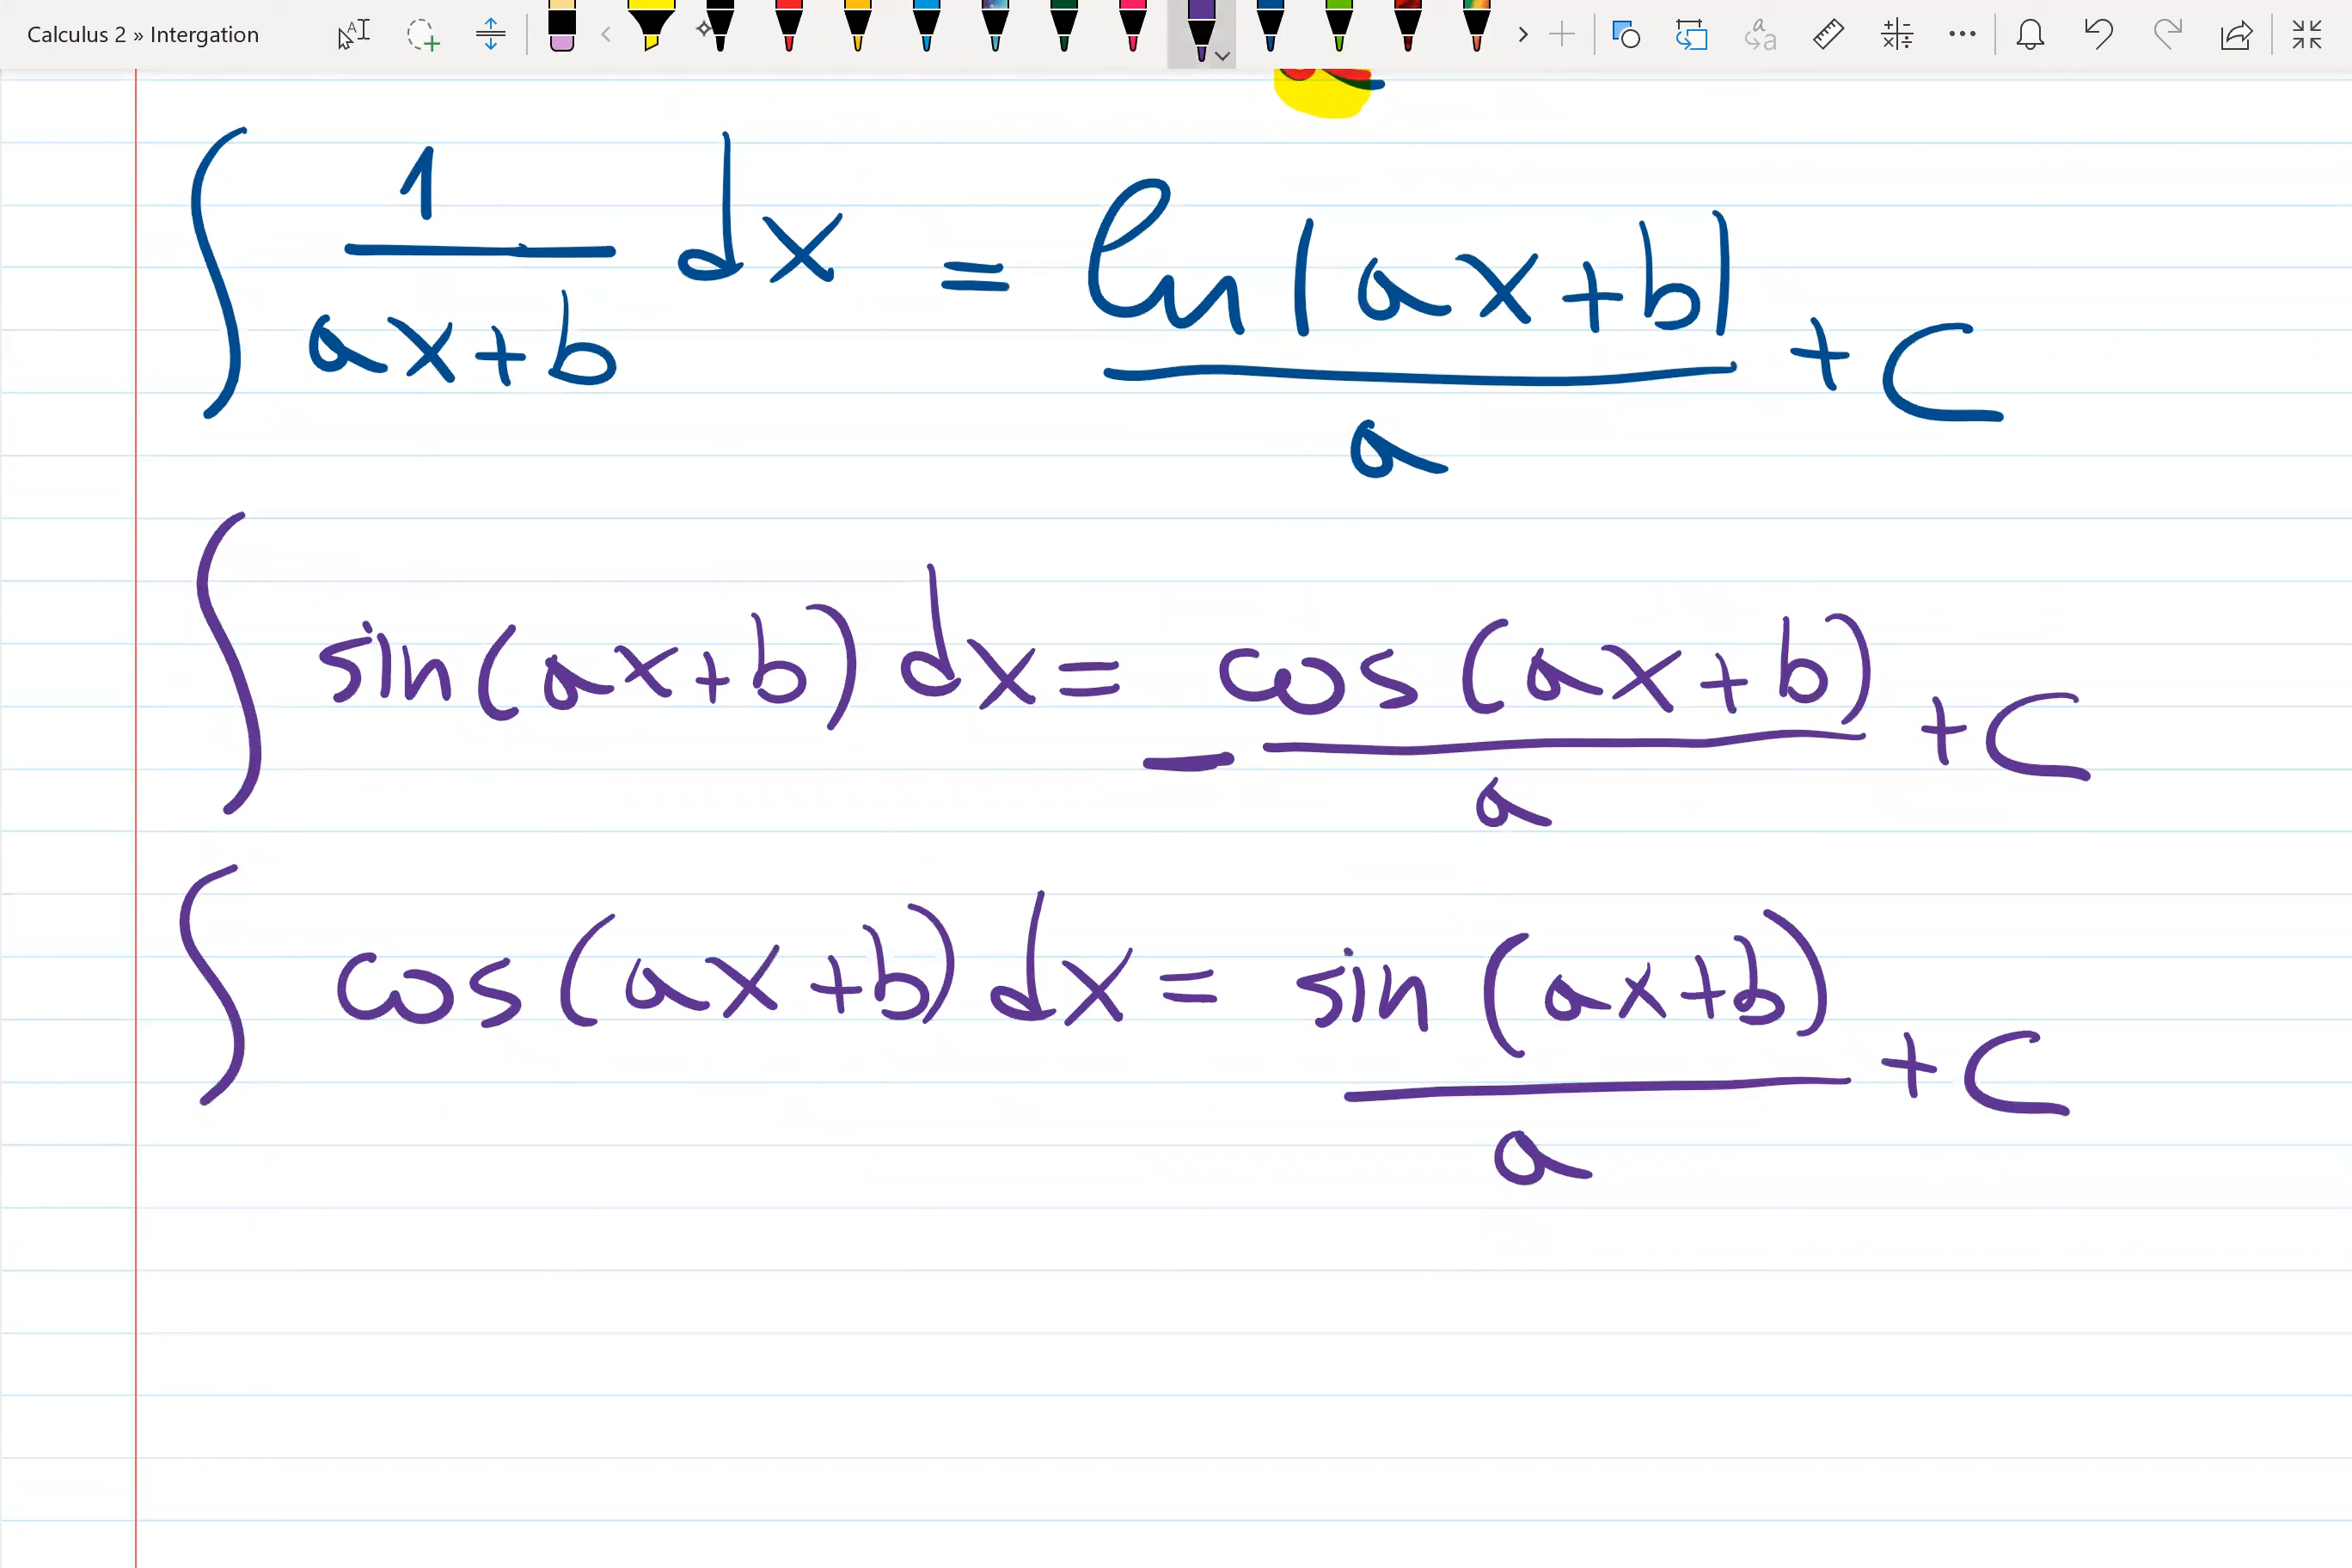 Calculus 2 » Intergation
∫ 1/(ax+b) dx = ln|ax+b|/a + C
∫ sin(ax+b) dx = - cos(ax+b)/a + C
∫ cos(ax+b) dx = sin(ax+b)/a + C